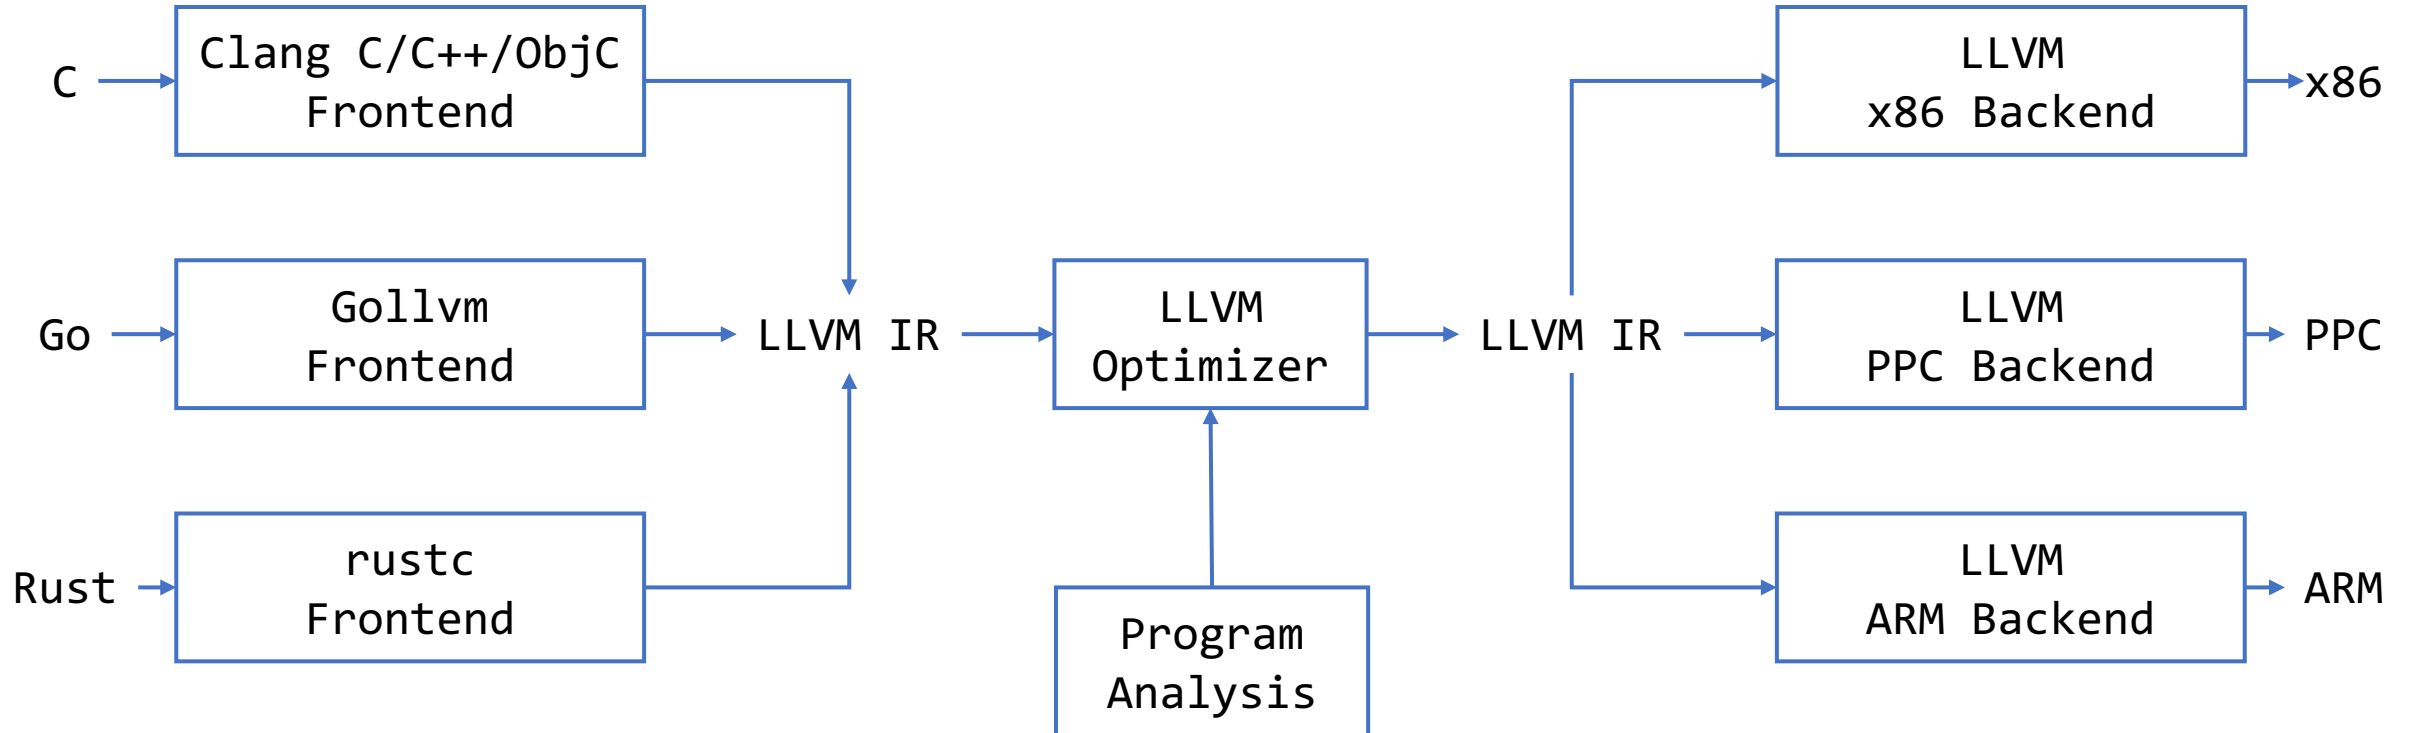 C
Clang C/C++/ObjC
Frontend
LLVM
x86 Backend
x86
Go
Gollvm
Frontend
LLVM IR
LLVM
Optimizer
LLVM IR
LLVM
PPC Backend
PPC
Rust
rustc
Frontend
Program
Analysis
LLVM
ARM Backend
ARM